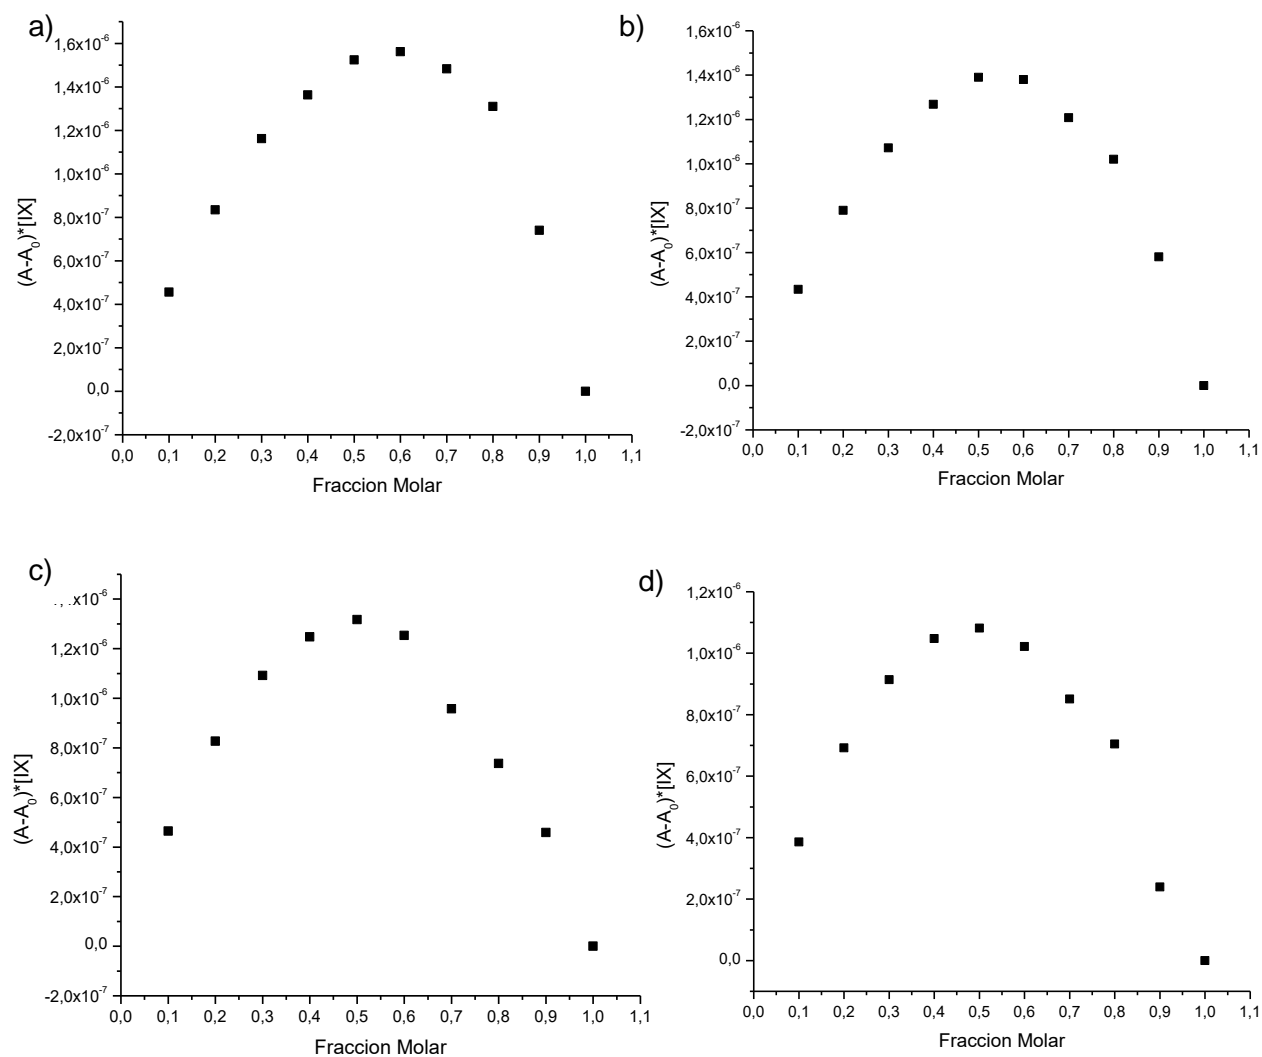 a)
1,6x10⁻⁶
1,4x10⁻⁶
1,2x10⁻⁶
1,0x10⁻⁶
8,0x10⁻⁷
6,0x10⁻⁷
4,0x10⁻⁷
2,0x10⁻⁷
0,0
-2,0x10⁻⁷
(A-A₀)*[IX]
0,0 0,1 0,2 0,3 0,4 0,5 0,6 0,7 0,8 0,9 1,0 1,1
Fraccion Molar
b)
1,6x10⁻⁶
1,4x10⁻⁶
1,2x10⁻⁶
1,0x10⁻⁶
8,0x10⁻⁷
6,0x10⁻⁷
4,0x10⁻⁷
2,0x10⁻⁷
0,0
-2,0x10⁻⁷
(A-A₀)*[IX]
0,0 0,1 0,2 0,3 0,4 0,5 0,6 0,7 0,8 0,9 1,0 1,1
Fraccion Molar
c)
x10⁻⁶
1,2x10⁻⁶
1,0x10⁻⁶
8,0x10⁻⁷
6,0x10⁻⁷
4,0x10⁻⁷
2,0x10⁻⁷
0,0
-2,0x10⁻⁷
(A-A₀)*[IX]
0,0 0,1 0,2 0,3 0,4 0,5 0,6 0,7 0,8 0,9 1,0 1,1
Fraccion Molar
d)
1,2x10⁻⁶
1,0x10⁻⁶
8,0x10⁻⁷
6,0x10⁻⁷
4,0x10⁻⁷
2,0x10⁻⁷
0,0
(A-A₀)*[IX]
0,0 0,1 0,2 0,3 0,4 0,5 0,6 0,7 0,8 0,9 1,0 1,1
Fraccion Molar